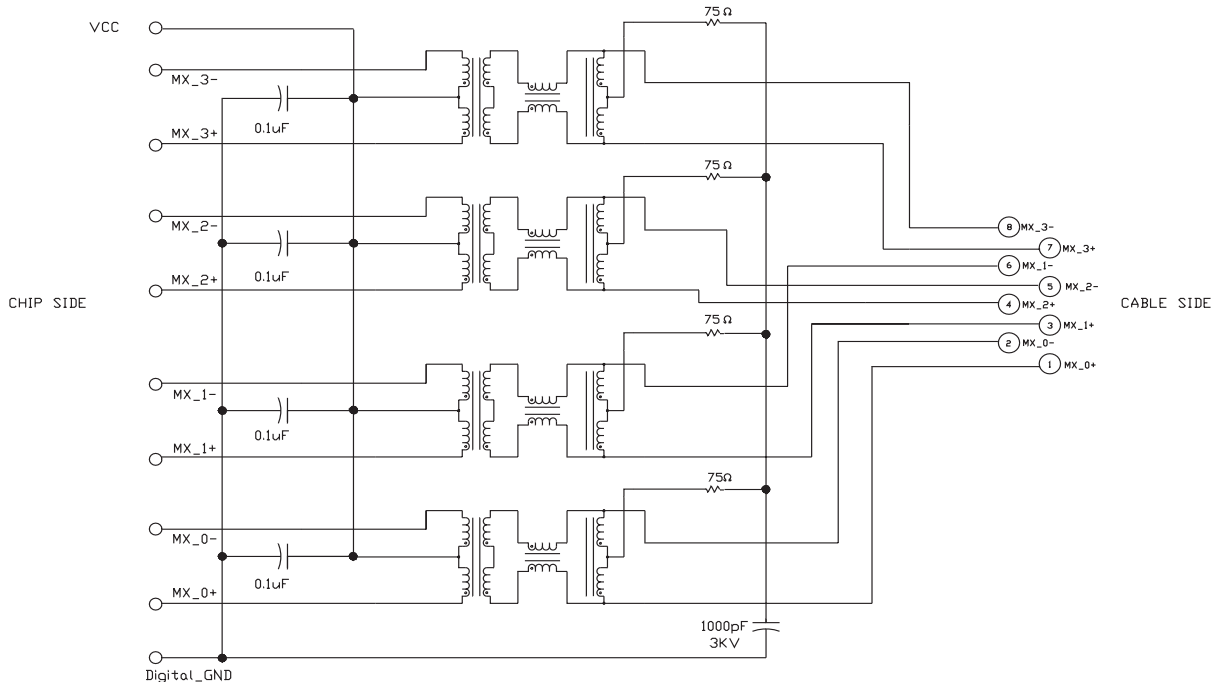 75Ω
VCC
MX_3-
0.1uF
MX_3+
75Ω
MX_2-
0.1uF
MX_2+
CHIP SIDE
75Ω
MX_1-
0.1uF
MX_1+
75Ω
MX_0-
0.1uF
MX_0+
1000pF
3KV
Digital_GND
8 MX_3-
7 MX_3+
6 MX_1-
5 MX_2-
4 MX_2+
3 MX_1+
2 MX_0-
1 MX_0+
CABLE SIDE